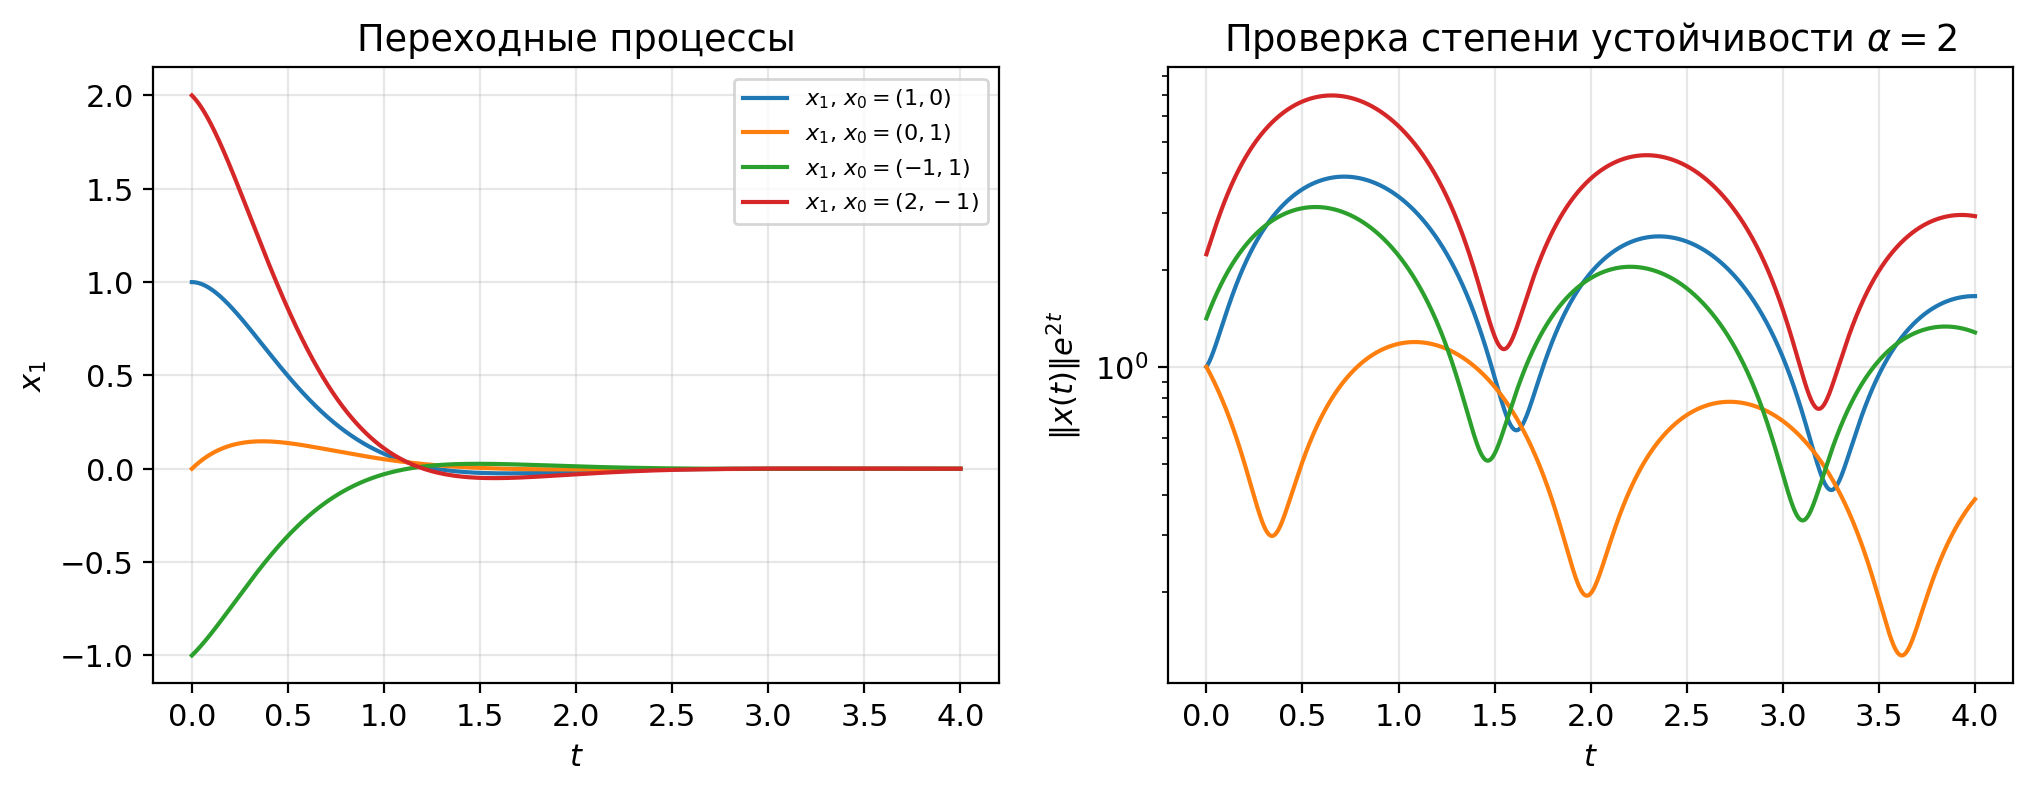 Переходные процессы
2.0
1.5
1.0
0.5
0.0
−0.5
−1.0
x₁
x₁, x₀ = (1, 0)
x₁, x₀ = (0, 1)
x₁, x₀ = (−1, 1)
x₁, x₀ = (2, −1)
0.0 0.5 1.0 1.5 2.0 2.5 3.0 3.5 4.0
t
Проверка степени устойчивости α = 2
‖x(t)‖e²ᵗ
10⁰
0.0 0.5 1.0 1.5 2.0 2.5 3.0 3.5 4.0
t